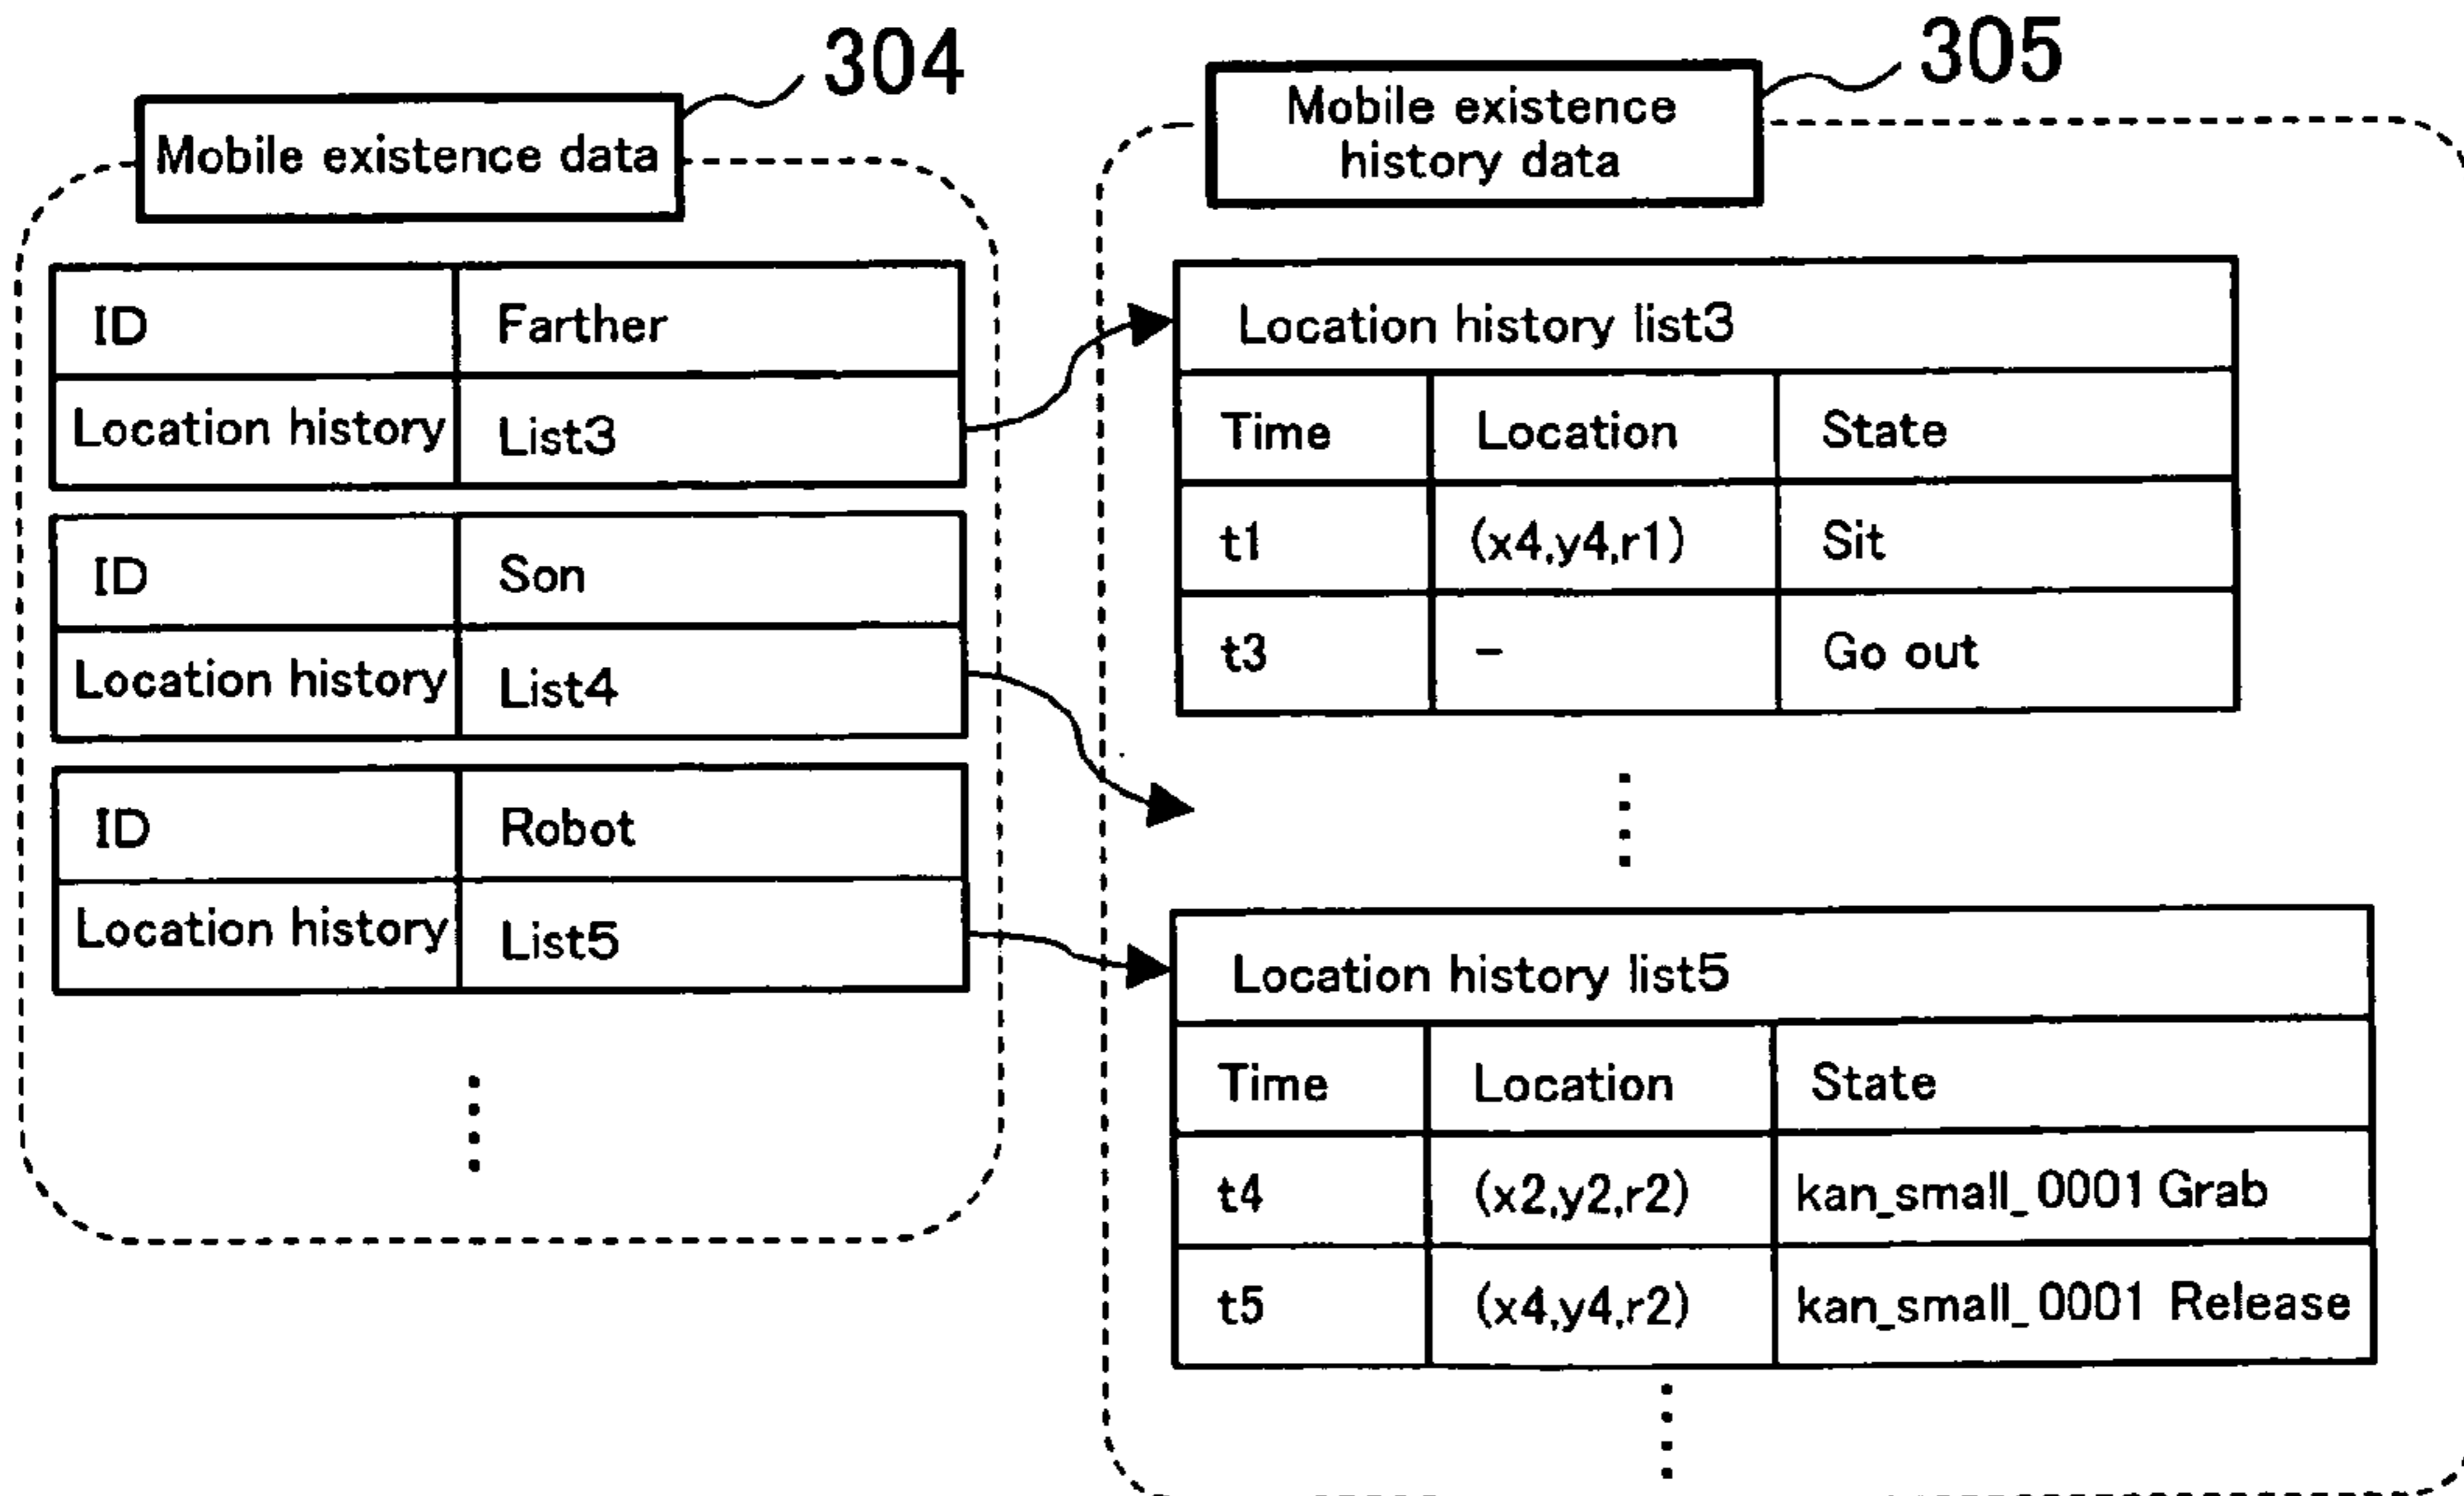 304
Mobile existence data
ID Farther
Location history List3
ID Son
Location history List4
ID Robot
Location history List5
305
Mobile existence
history data
Location history list3
Time Location State
t1 (x4,y4,r1) Sit
t3 - Go out
Location history list5
Time Location State
t4 (x2,y2,r2) kan_small_0001 Grab
t5 (x4,y4,r2) kan_small_0001 Release